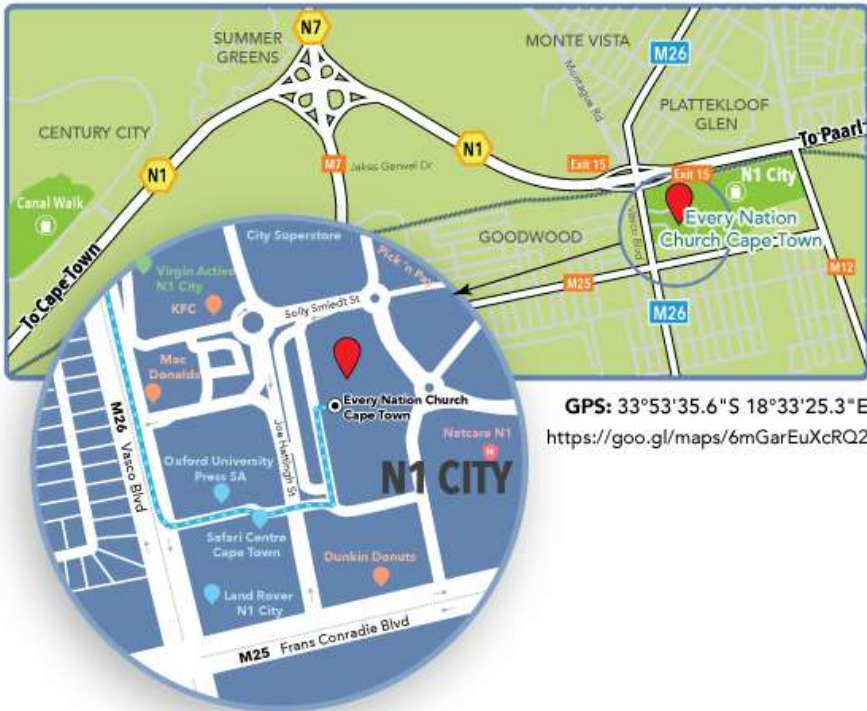 N7
SUMMER
GREENS
MONTE VISTA
M26
Montague Rd
PLATTEKLOOF
GLEN
CENTURY CITY
To Paarl
N1
N1
M7
Jakes Gerwel Dr
Exit 15
Exit 15
N1 City
Canal Walk
Every Nation
Church Cape Town
GOODWOOD
Vasco Blvd
To Cape Town
M25
M12
M26
City Superstore
Pick 'n Pay
Virgin Active
N1 City
KFC
Solly Smiedt St
Mac
Donalds
Every Nation Church
Cape Town
M26 Vasco Blvd
Joe Hattingh St
Netcare N1
H
N1 CITY
Oxford University
Press SA
Safari Centre
Cape Town
Dunkin Donuts
Land Rover
N1 City
M25 Frans Conradie Blvd
GPS: 33°53'35.6"S 18°33'25.3"E
https://goo.gl/maps/6mGarEuXcRQ2